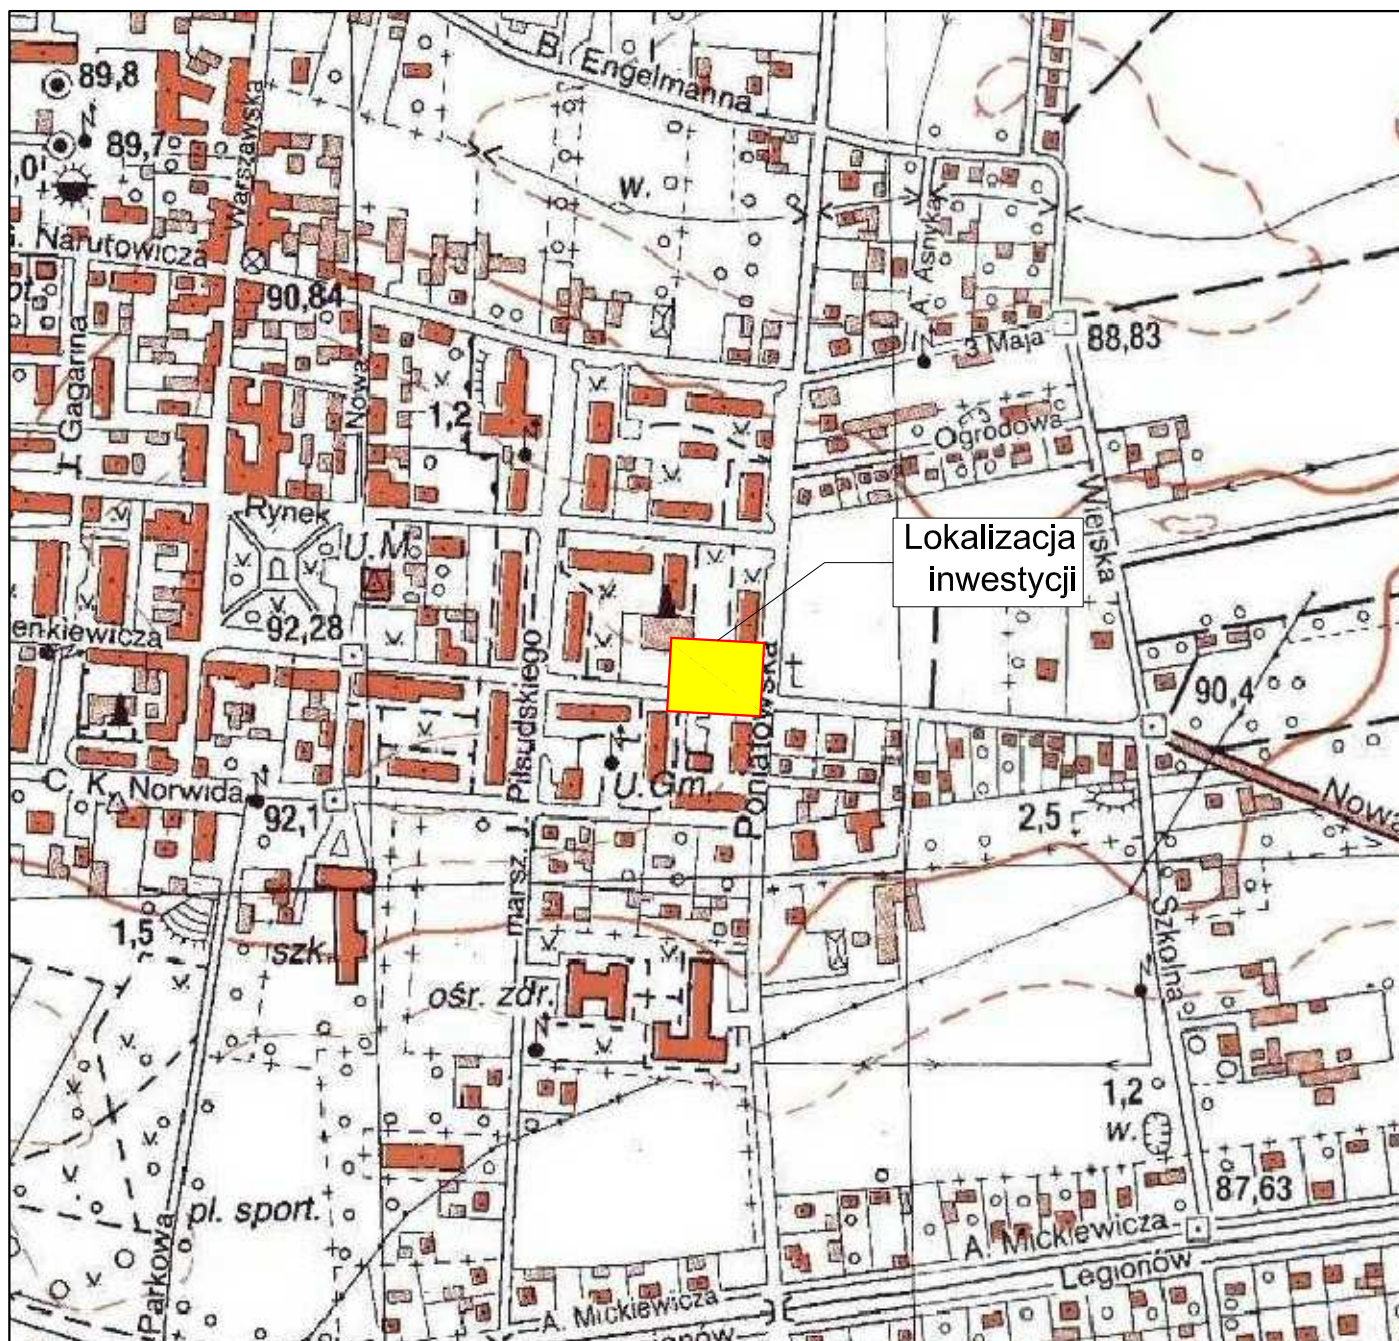 B. Engelmanna
89,8
89,7
,0
Warszawska
G. Narutowicza
90,84
I Gagarina
Nowa
1,2
A. Asnyka
w.
3 Maja
88,83
Ogrodowa
Wiejska
Rynek
U.M.
92,28
enkiewicza
Lokalizacja
inwestycji
marsz. J. Piłsudskiego
Poniatowska
90,4
U.Gm.
C. K. Norwida
92,1
2,5
Nowa
1,5
szk.
ośr. zdr.
Szkolna
1,2
w.
87,63
pl. sport.
Parkowa
A. Mickiewicza
Legionów
A. Mickiewicza
onów